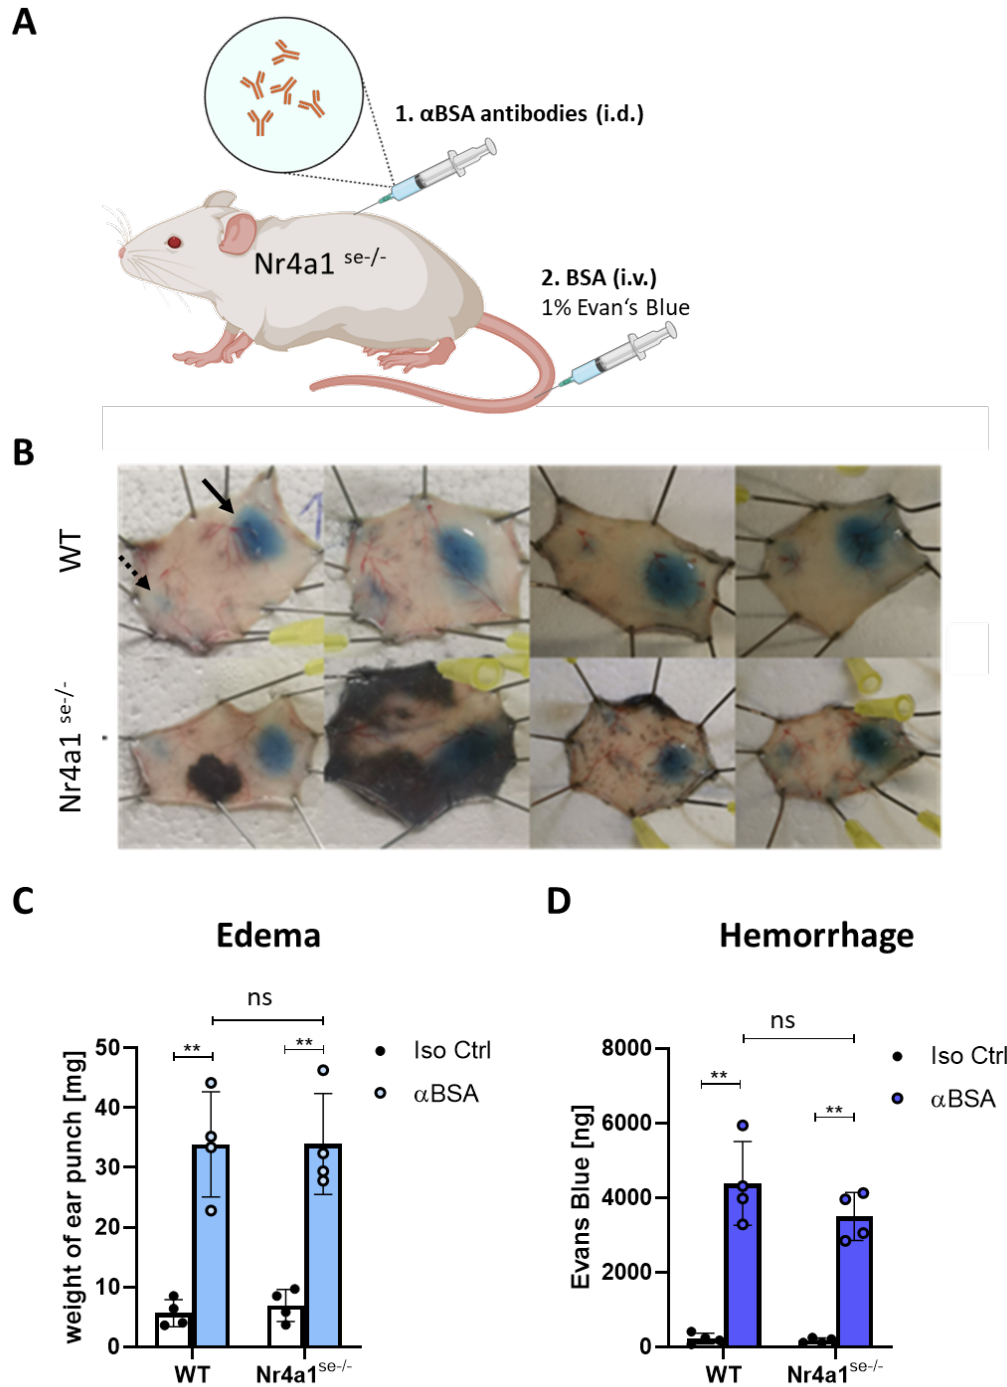 A
1. αBSA antibodies (i.d.)
Nr4a1 se-/-
2. BSA (i.v.)
1% Evan‘s Blue
B
WT
Nr4a1 se-/-
C
Edema
ns
**
**
Iso Ctrl
αBSA
weight of ear punch [mg]
50
40
30
20
10
0
WT
Nr4a1se-/-
D
Hemorrhage
ns
**
**
Iso Ctrl
αBSA
Evans Blue [ng]
8000
6000
4000
2000
0
WT
Nr4a1se-/-